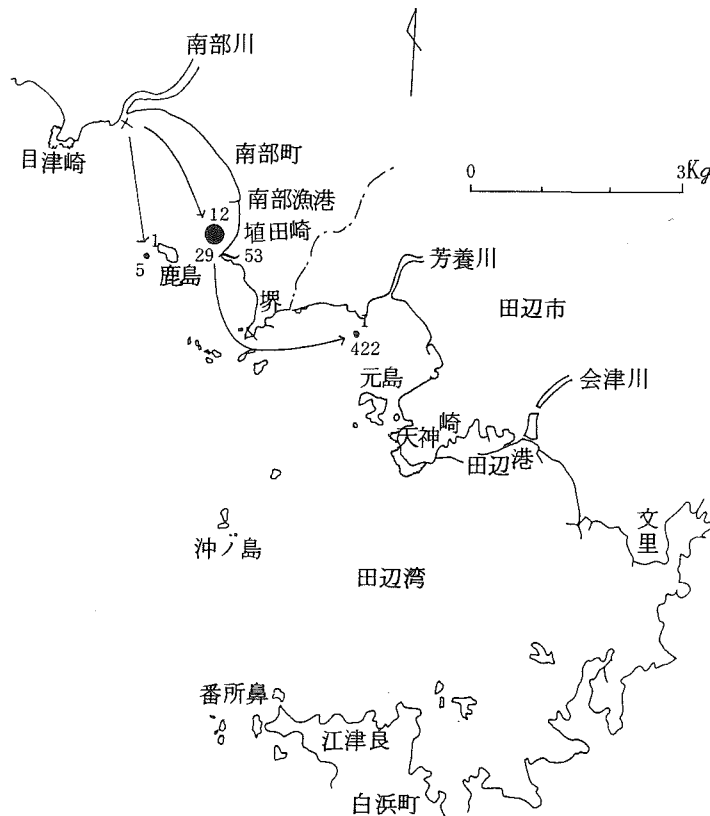 南部川
目津崎
南部町
0 3Kg
南部漁港
12
埴田崎
1
29 53
5
鹿島
芳養川
堺
田辺市
1
422
元島
会津川
天神崎
田辺港
文里
沖ノ島
田辺湾
番所鼻
江津良
白浜町